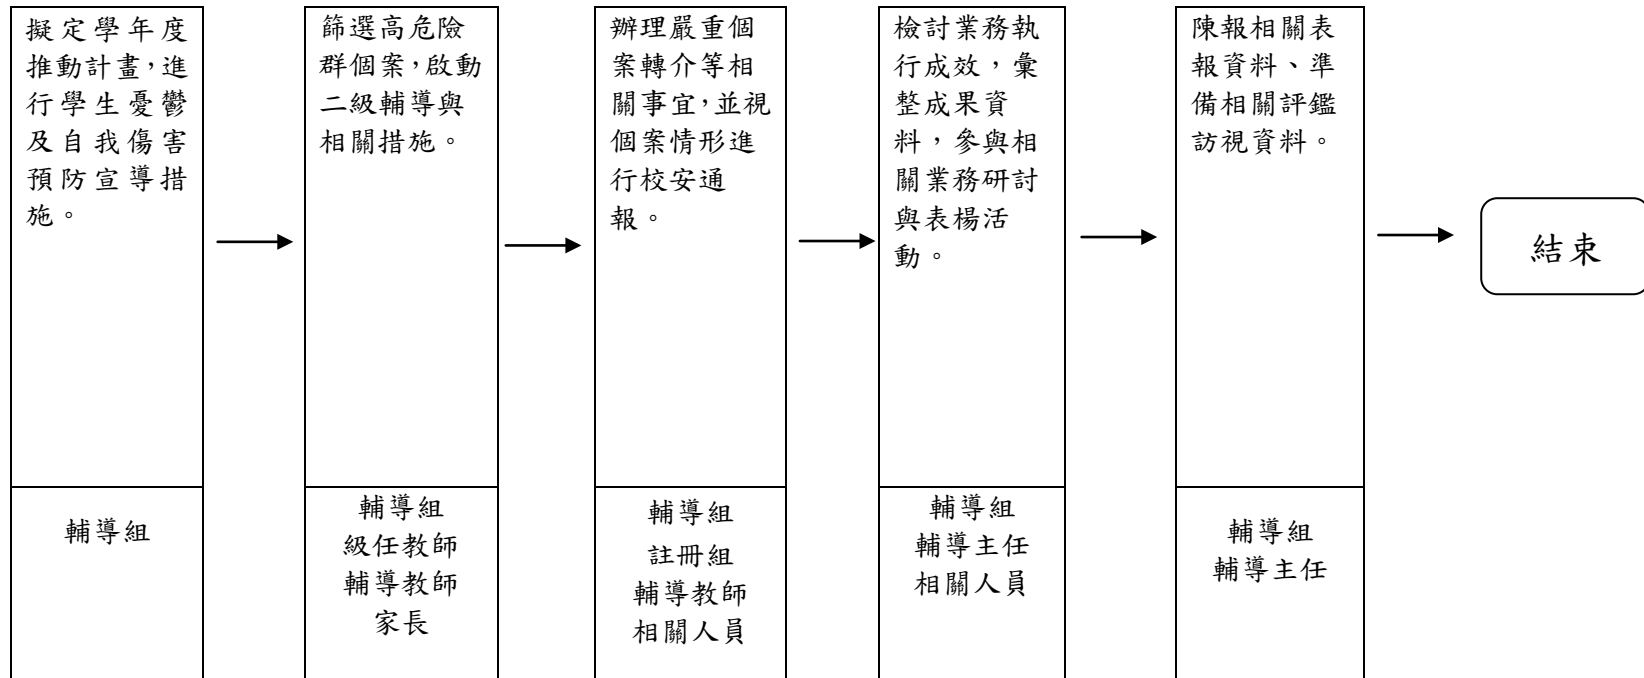 擬定學年度
推動計畫，進
行學生憂鬱
及自我傷害
預防宣導措
施。
輔導組
篩選高危險
群個案，啟動
二級輔導與
相關措施。
輔導組
級任教師
輔導教師
家長
辦理嚴重個
案轉介等相
關事宜，並視
個案情形進
行校安通
報。
輔導組
註冊組
輔導教師
相關人員
檢討業務執
行成效，彙
整成果資
料，參與相
關業務研討
與表楊活
動。
輔導組
輔導主任
相關人員
陳報相關表
報資料、準
備相關評鑑
訪視資料。
輔導組
輔導主任
結束